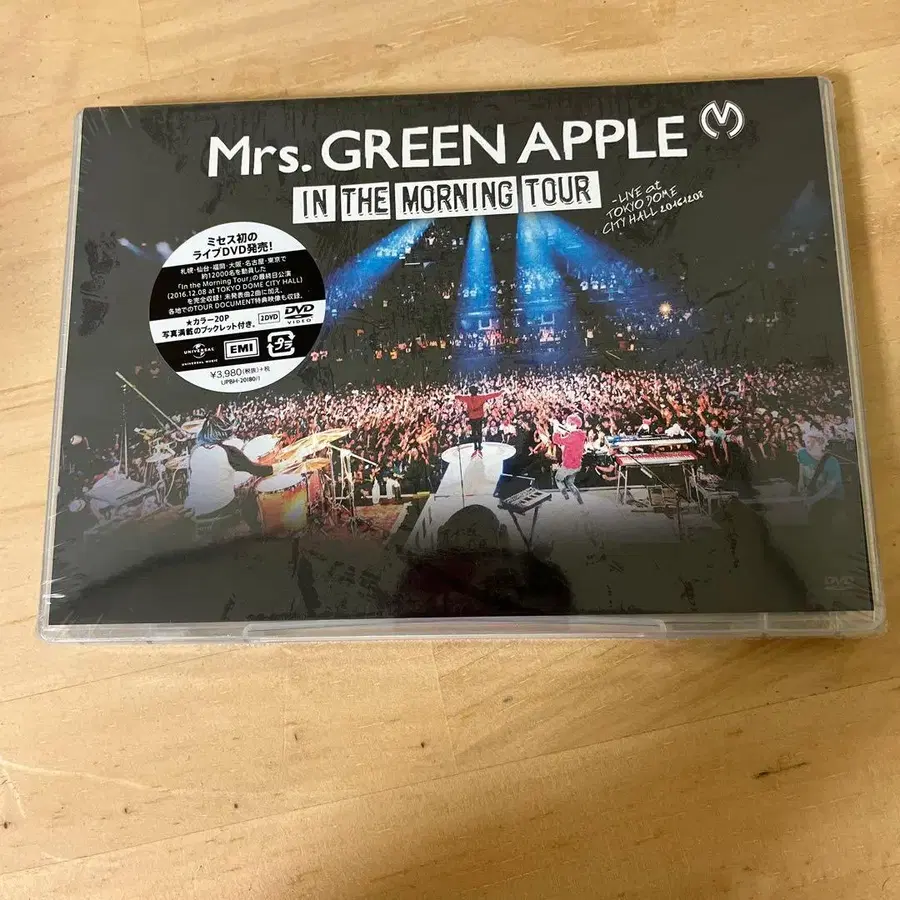 Mrs. GREEN APPLE
IN THE MORNING TOUR
-LIVE at
TOKYO DOME
CITY HALL 20161208
ミセス初の
ライブDVD発売!
札幌・仙台・福岡・大阪・名古屋・東京で
約12000名を動員した
「In the Morning Tour」の最終日公演
(2016.12.08 at TOKYO DOME CITY HALL)
を完全収録!未発表曲2曲に加え、
各地でのTOUR DOCUMENT特典映像も収録。
★カラー20P
写真満載のブックレット付き。
2DVD
DVD
VIDEO
UNIVERSAL
UNIVERSAL MUSIC
EMI
¥3,980(税抜)+税
UPBH-20180/1
DVD